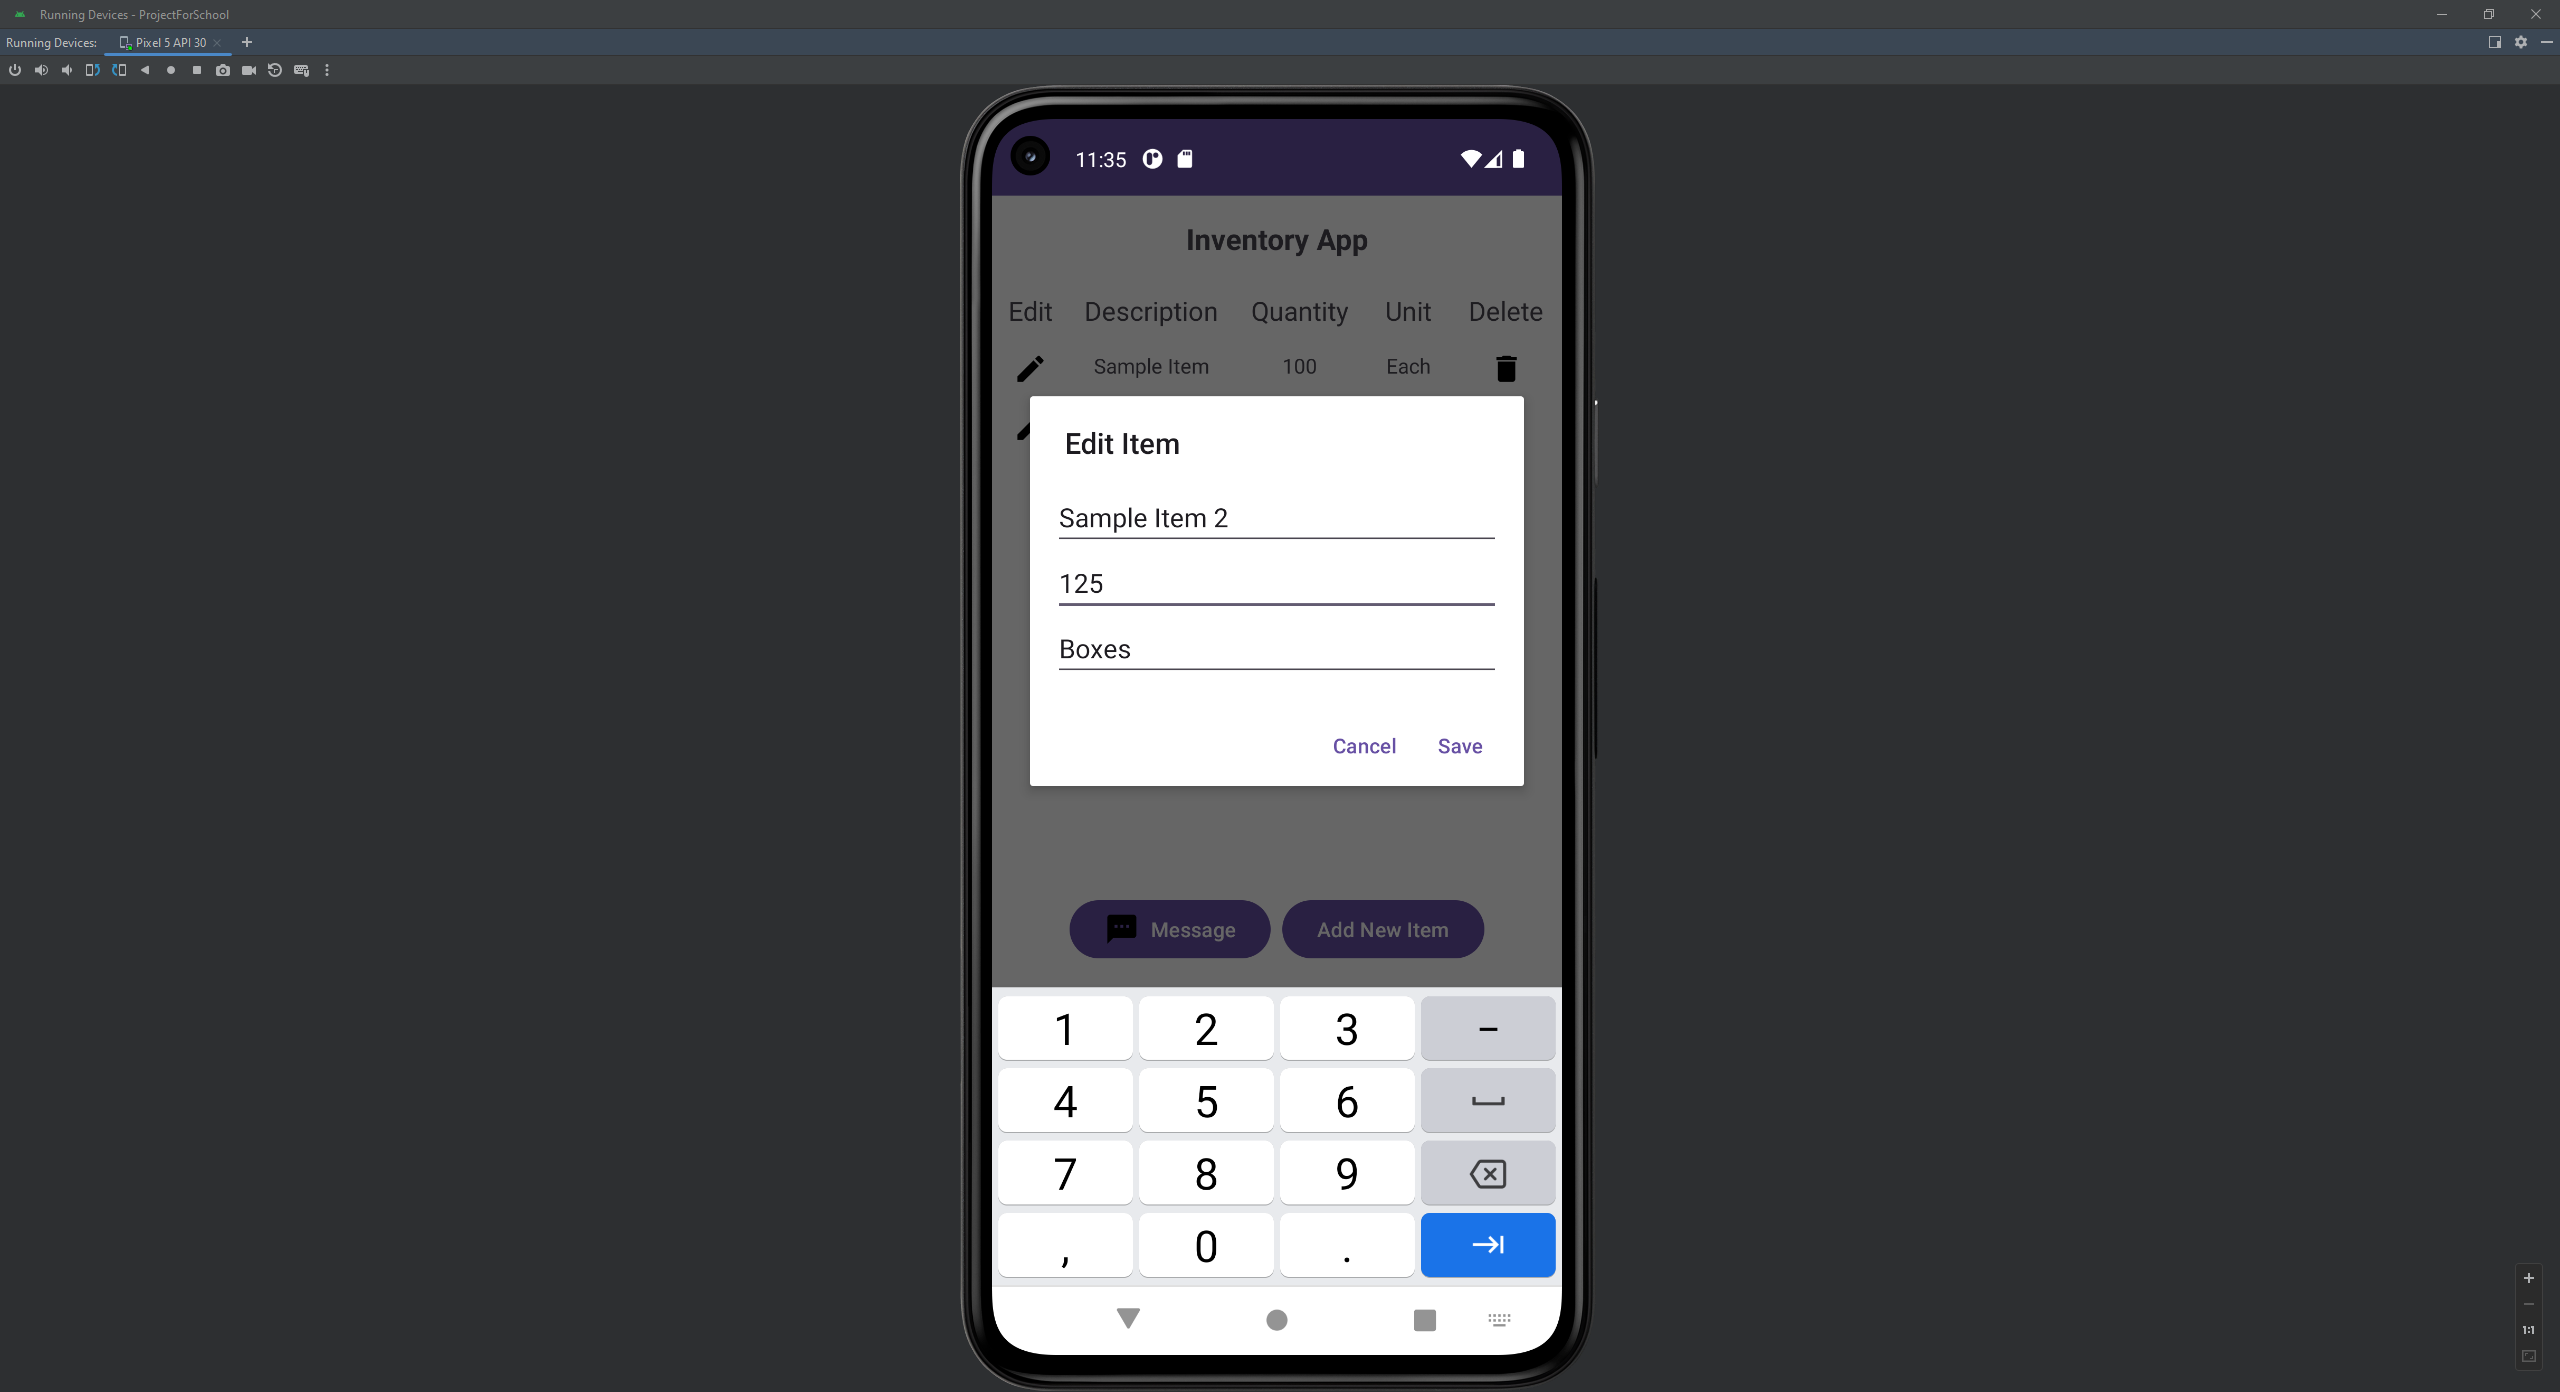 Running Devices - ProjectForSchool
Running Devices: Pixel 5 API 30
11:35
Inventory App
Edit Description Quantity Unit Delete
Sample Item 100 Each
Edit Item
Sample Item 2
125
Boxes
Cancel Save
Message Add New Item
1 2 3 –
4 5 6
7 8 9
, 0 .
1:1